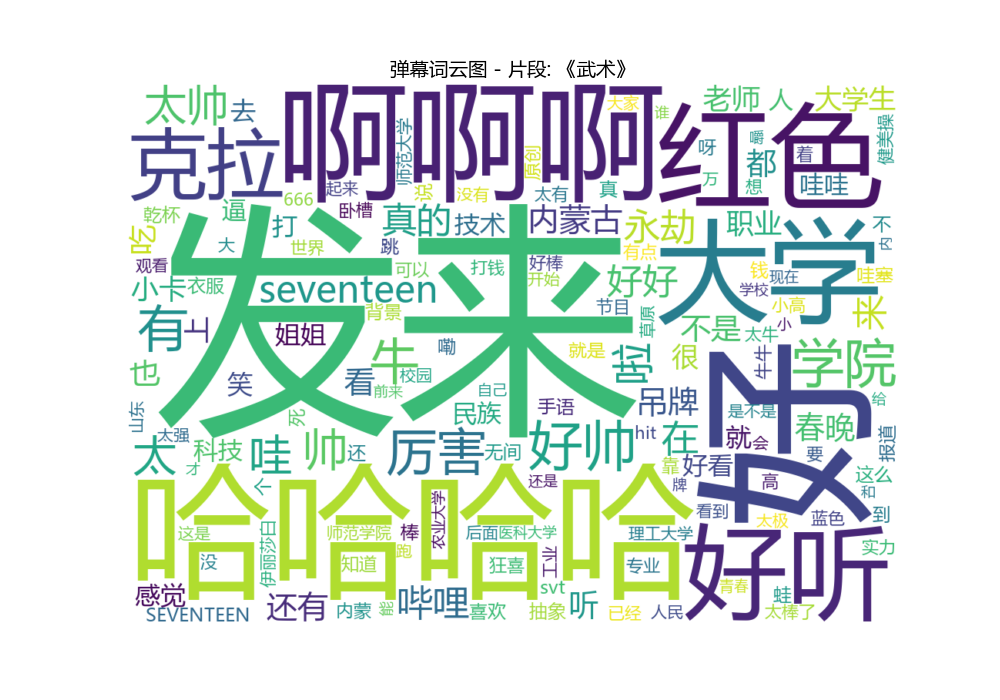 弹幕词云图 - 片段: 《武术》
太帅 去 啊啊啊 大家 谁 老师 人 大学生
克拉 师范大学 原创 红色 呀 嘣 都 着 健美操
666 起来 说 没有 太有 真 万 想 哇哇
乾杯 逼 打 卧槽 真的 技术 内蒙古 永劫 职业 不
吃 大 世界 跳 有点 内
观看 发来 可以 打钱 好棒 开始 好好 大学 钱 现在 哇塞
小卡 衣服 seventeen 学校 来
有 上 背景 节目 草原 小高 小
姐姐 嘞 就是 啦 不是 太牛
也 笑 看 牛 校园 很 牛牛 学院
前来 自己 给
山东 死 民族 手语 吊牌 好 是不是 春晚
太 太强 科技 还 厉害 无间 好帅 hit 在 就 会 报道
哇 帅 才 靠 好看 要 这么
个 还是 牌 高 和 到
哈哈哈哈 看到 太极 蓝色
这是 伊丽莎白 师范学院 棒 农业大学 后面 医科大学 理工大学 实力
没 知道 跑 狂喜 工业 专业 好听
感觉 svt 青春 蛙
还有 内蒙 能 哔哩 喜欢 抽象 听 已经 人民 太棒了
SEVENTEEN